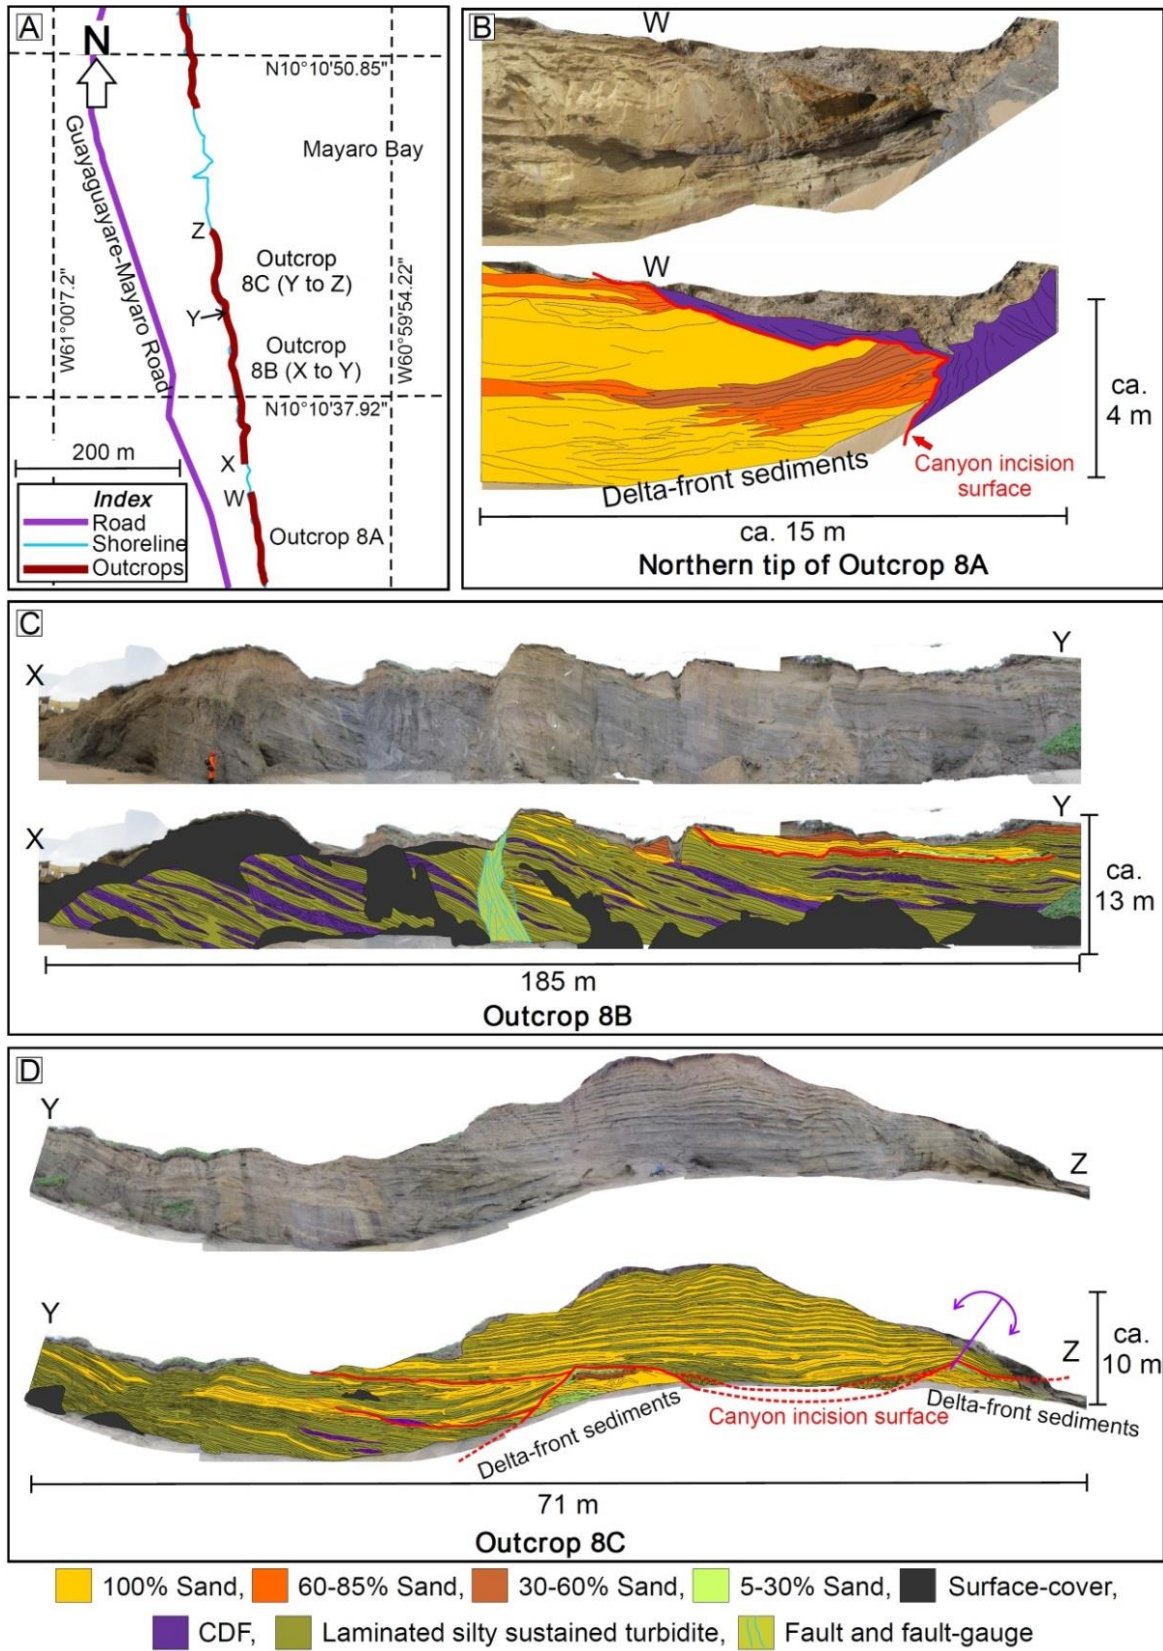 A
N
N10°10'50.85"
Guayaguayare-Mayaro Road
Mayaro Bay
W61°00'7.2"
W60°59'54.22"
Z
Outcrop
8C (Y to Z)
Y
Outcrop
8B (X to Y)
N10°10'37.92"
200 m
X
W
Outcrop 8A
Index
Road
Shoreline
Outcrops
B
W
W
ca.
4 m
Canyon incision
surface
Delta-front sediments
ca. 15 m
Northern tip of Outcrop 8A
C
X
Y
X
Y
ca.
13 m
185 m
Outcrop 8B
D
Y
Z
Y
Z
ca.
10 m
Delta-front sediments
Canyon incision surface
Delta-front sediments
71 m
Outcrop 8C
100% Sand, 60-85% Sand, 30-60% Sand, 5-30% Sand, Surface-cover,
CDF, Laminated silty sustained turbidite, Fault and fault-gauge